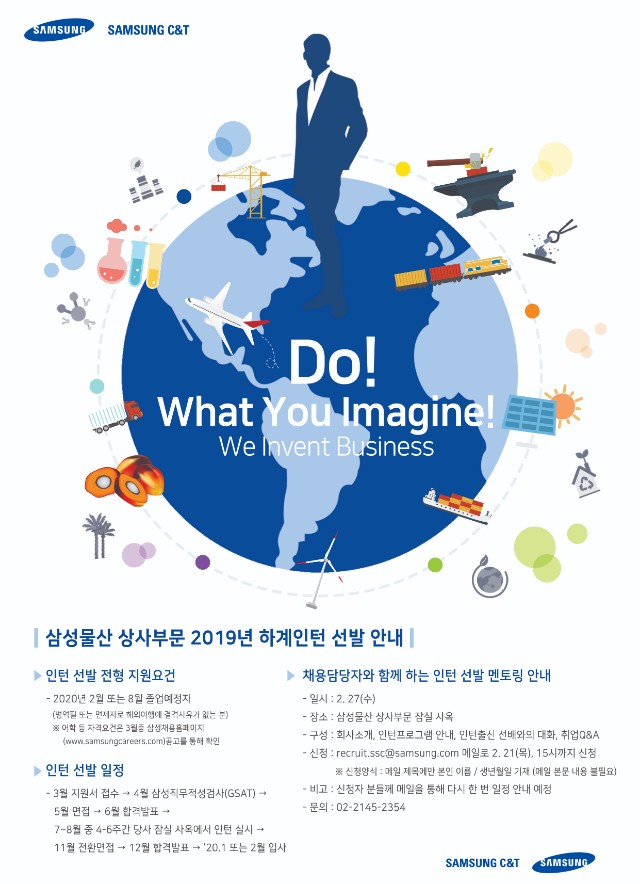 SAMSUNG
SAMSUNG C&T
Do!
What You Imagine!
We Invent Business
삼성물산 상사부문 2019년 하계인턴 선발 안내
인턴 선발 전형 지원요건
- 2020년 2월 또는 8월 졸업예정자
(병역필 또는 면제자로 해외여행에 결격사유가 없는 분)
※ 어학 등 자격요건은 3월중 삼성채용홈페이지
(www.samsungcareers.com)공고를 통해 확인
인턴 선발 일정
- 3월 지원서 접수 → 4월 삼성직무적성검사(GSAT) →
5월 면접 → 6월 합격발표 →
7~8월 중 4-6주간 당사 잠실 사옥에서 인턴 실시 →
11월 전환면접 → 12월 합격발표 → '20.1 또는 2월 입사
채용담당자와 함께 하는 인턴 선발 멘토링 안내
- 일시 : 2. 27(수)
- 장소 : 삼성물산 상사부문 잠실 사옥
- 구성 : 회사소개, 인턴프로그램 안내, 인턴출신 선배와의 대화, 취업Q&A
- 신청 : recruit.ssc@samsung.com 메일로 2. 21(목), 15시까지 신청
※ 신청양식 : 메일 제목에만 본인 이름 / 생년월일 기재 (메일 본문 내용 불필요)
- 비고 : 신청자 분들께 메일을 통해 다시 한 번 일정 안내 예정
- 문의 : 02-2145-2354
SAMSUNG C&T
SAMSUNG